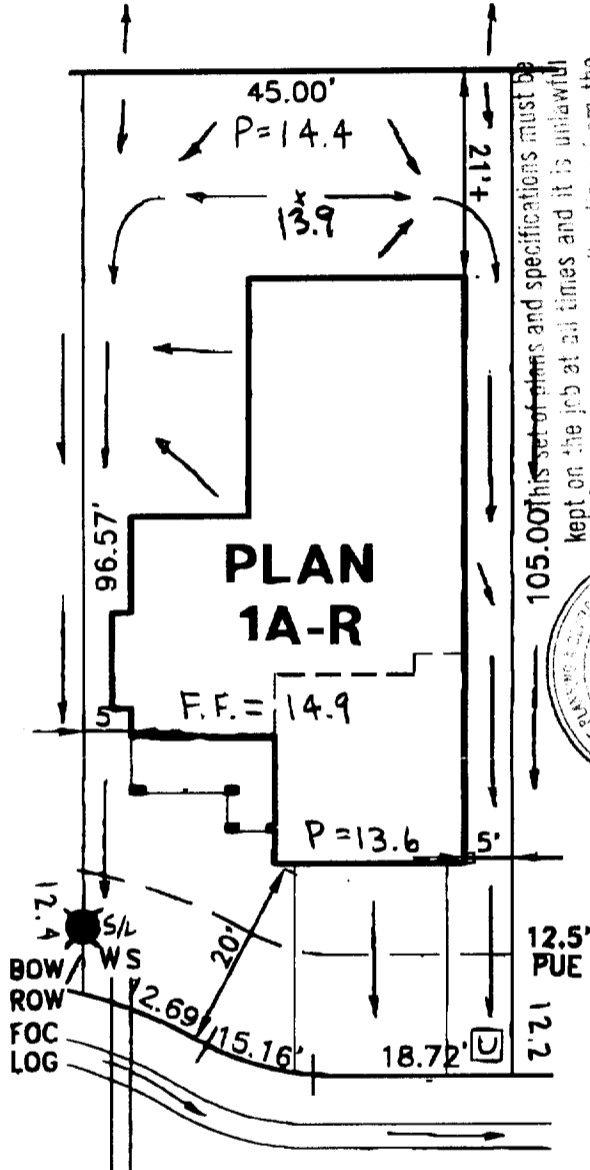 45.00'
P=14.4
21'±
13.9
This set of plans and specifications must be
kept on the job at all times and it is unlawful
105.00'
96.57'
PLAN
1A-R
F.F. = 14.9
5'
P=13.6
5'
12.4
S/L
W S
20'
12.5'
PUE
BOW
ROW
FOC
LOG
2.69'
15.16'
18.72'
U
12.2